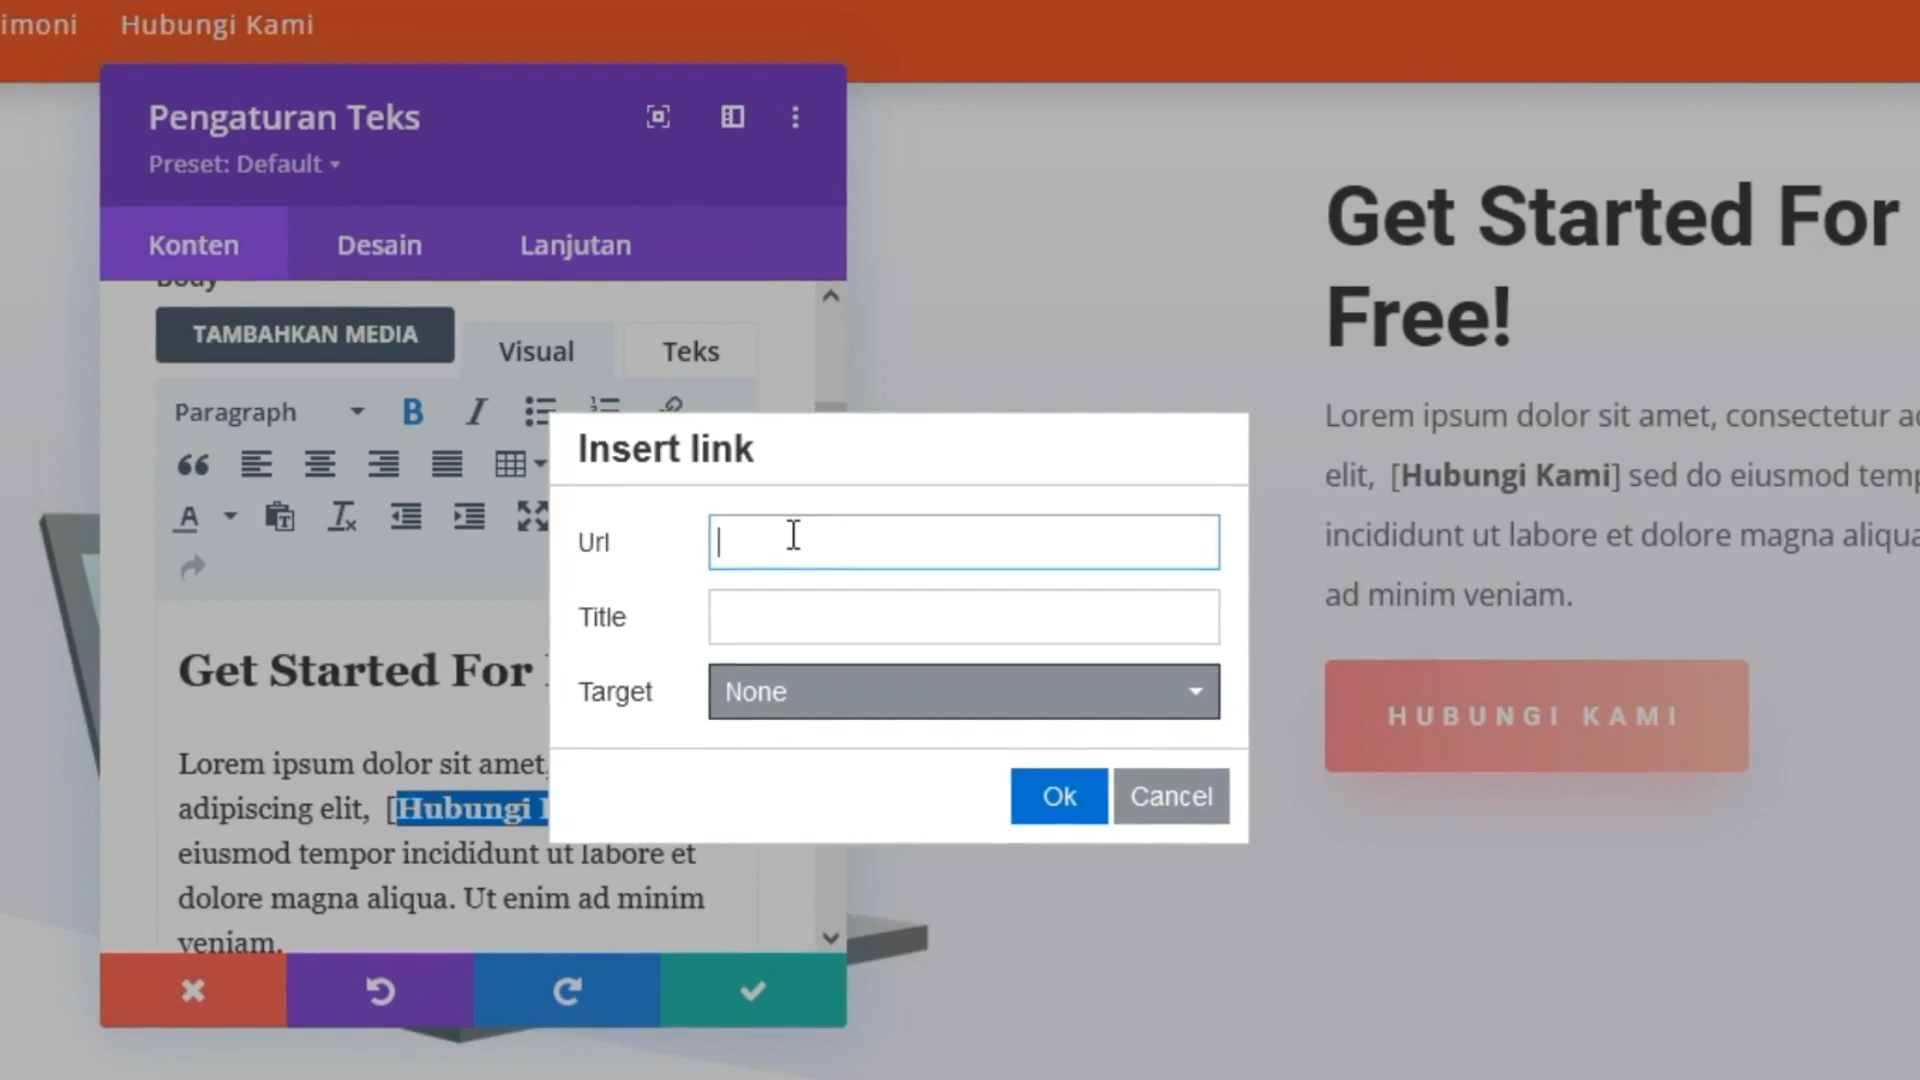 imoni Hubungi Kami
Pengaturan Teks
Preset: Default
Konten Desain Lanjutan
Body
TAMBAHKAN MEDIA Visual Teks
Paragraph B I
A
Get Started For
Lorem ipsum dolor sit amet,
adipiscing elit, [Hubungi
eiusmod tempor incididunt ut labore et
dolore magna aliqua. Ut enim ad minim
veniam.
Insert link
Url
Title
Target None
Ok Cancel
Get Started For
Free!
Lorem ipsum dolor sit amet, consectetur
elit, [Hubungi Kami] sed do eiusmod temp
incididunt ut labore et dolore magna aliqua
ad minim veniam.
HUBUNGI KAMI